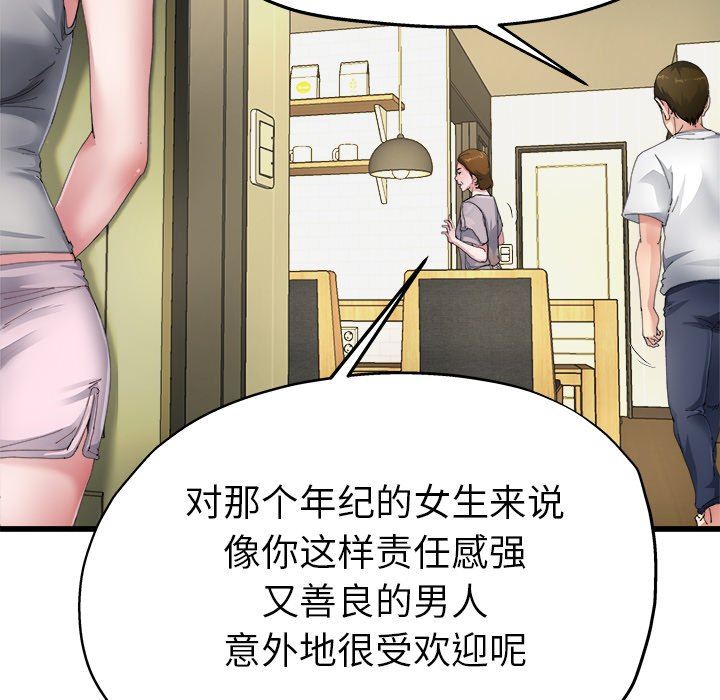 对那个年纪的女生来说
像你这样责任感强
又善良的男人
意外地很受欢迎呢